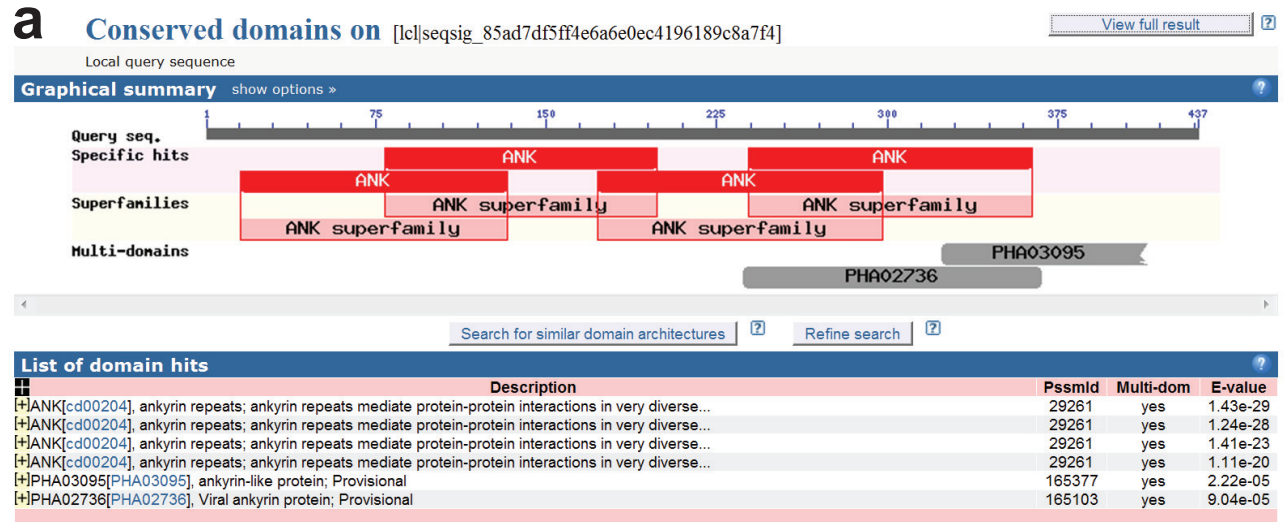 a
Conserved domains on [lcl|seqsig_85ad7df5ff4e6a6e0ec4196189c8a7f4]
View full result ?
Local query sequence
Graphical summary show options » ?
1 75 150 225 300 375 437
Query seq.
Specific hits ANK ANK
ANK ANK
Superfamilies ANK superfamily ANK superfamily
ANK superfamily ANK superfamily
Multi-domains PHA03095
PHA02736
Search for similar domain architectures ? Refine search ?
List of domain hits ?
+ Description PssmId Multi-dom E-value
[+]ANK[cd00204], ankyrin repeats; ankyrin repeats mediate protein-protein interactions in very diverse... 29261 yes 1.43e-29
[+]ANK[cd00204], ankyrin repeats; ankyrin repeats mediate protein-protein interactions in very diverse... 29261 yes 1.24e-28
[+]ANK[cd00204], ankyrin repeats; ankyrin repeats mediate protein-protein interactions in very diverse... 29261 yes 1.41e-23
[+]ANK[cd00204], ankyrin repeats; ankyrin repeats mediate protein-protein interactions in very diverse... 29261 yes 1.11e-20
[+]PHA03095[PHA03095], ankyrin-like protein; Provisional 165377 yes 2.22e-05
[+]PHA02736[PHA02736], Viral ankyrin protein; Provisional 165103 yes 9.04e-05